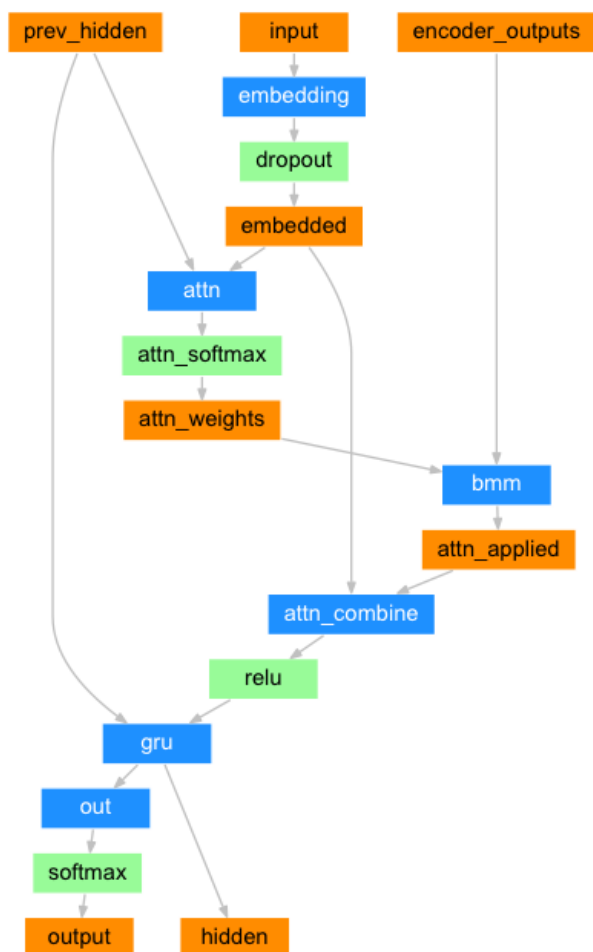 prev_hidden
input
encoder_outputs
embedding
dropout
embedded
attn
attn_softmax
attn_weights
bmm
attn_applied
attn_combine
relu
gru
out
softmax
output
hidden